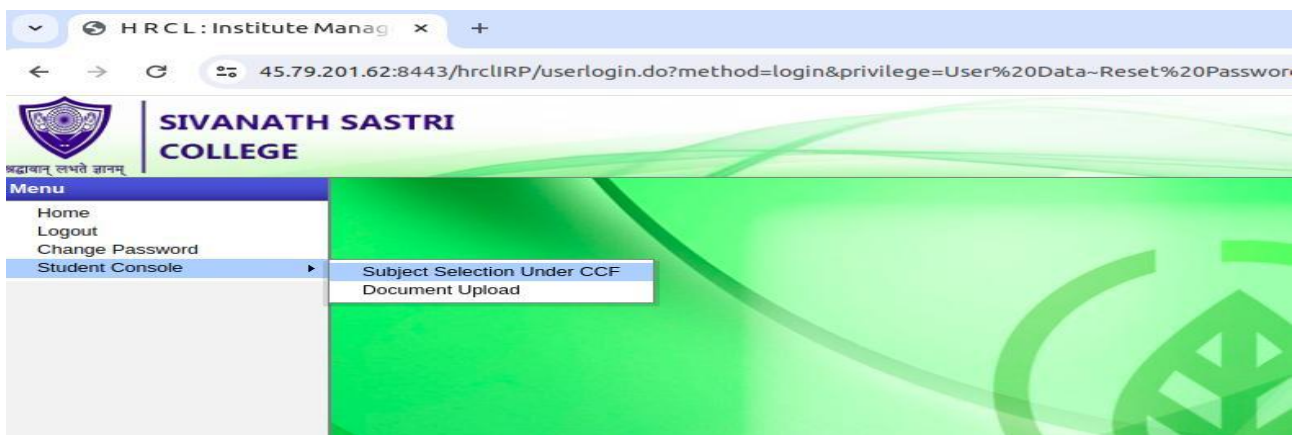 H R C L : Institute Manag
45.79.201.62:8443/hrclIRP/userlogin.do?method=login&privilege=User%20Data~Reset%20Passwor
SIVANATH SASTRI
COLLEGE
श्रद्धावान् लभते ज्ञानम्
Menu
Home
Logout
Change Password
Student Console
Subject Selection Under CCF
Document Upload